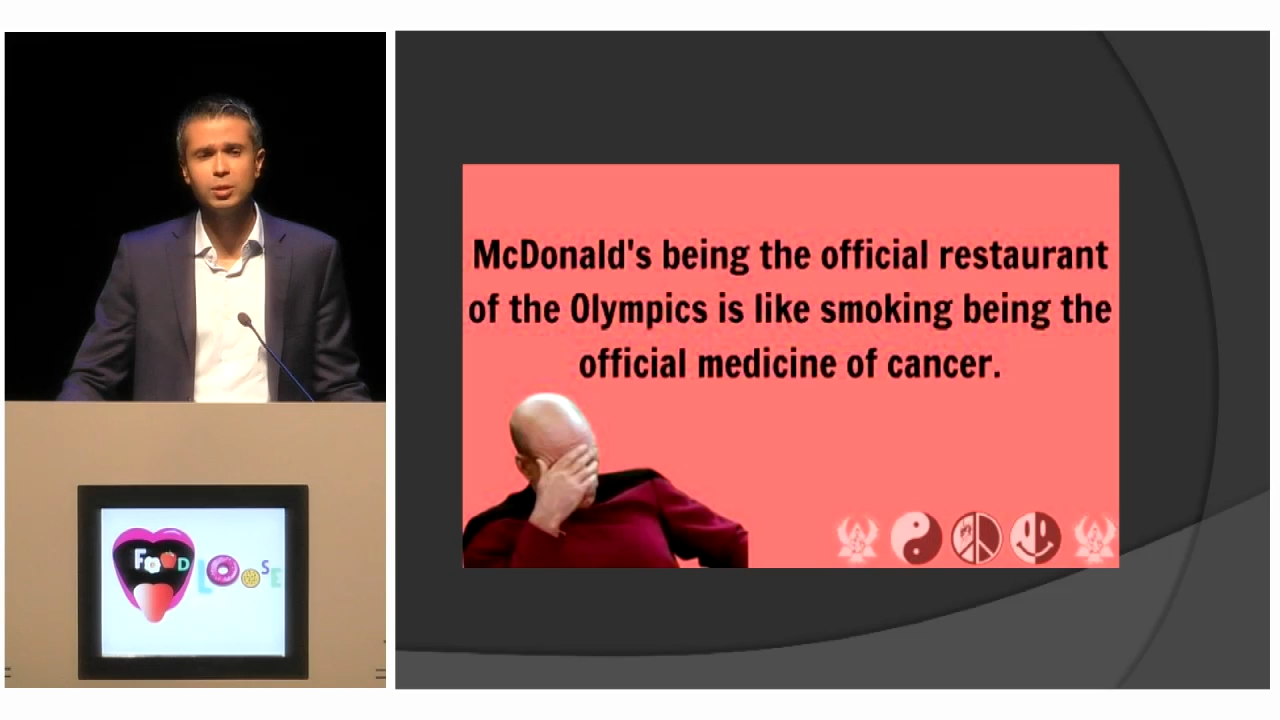 McDonald's being the official restaurant
of the Olympics is like smoking being the
official medicine of cancer.
FOOD
LOOSE